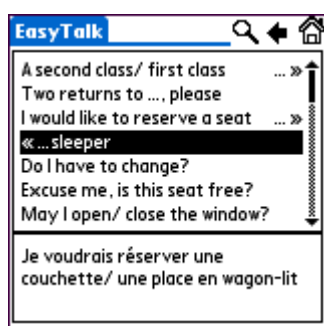 EasyTalk
A second class/ first class ... »
Two returns to ..., please
I would like to reserve a seat ... »
« ...sleeper
Do I have to change?
Excuse me, is this seat free?
May I open/ close the window?
Je voudrais réserver une
couchette/ une place en wagon-lit